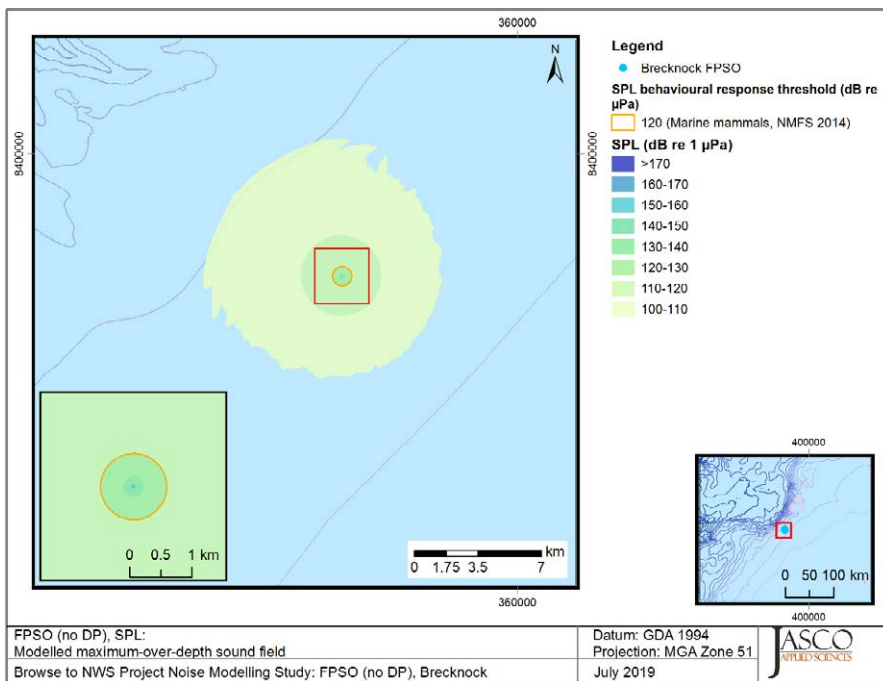 360000
N
8400000
8400000
0 0.5 1 km
km
0 1.75 3.5 7
360000
Legend
Brecknock FPSO
SPL behavioural response threshold (dB re
µPa)
120 (Marine mammals, NMFS 2014)
SPL (dB re 1 µPa)
>170
160-170
150-160
140-150
130-140
120-130
110-120
100-110
400000
0 50 100 km
400000
FPSO (no DP), SPL:
Modelled maximum-over-depth sound field
Browse to NWS Project Noise Modelling Study: FPSO (no DP), Brecknock
Datum: GDA 1994
Projection: MGA Zone 51
July 2019
JASCO
APPLIED SCIENCES